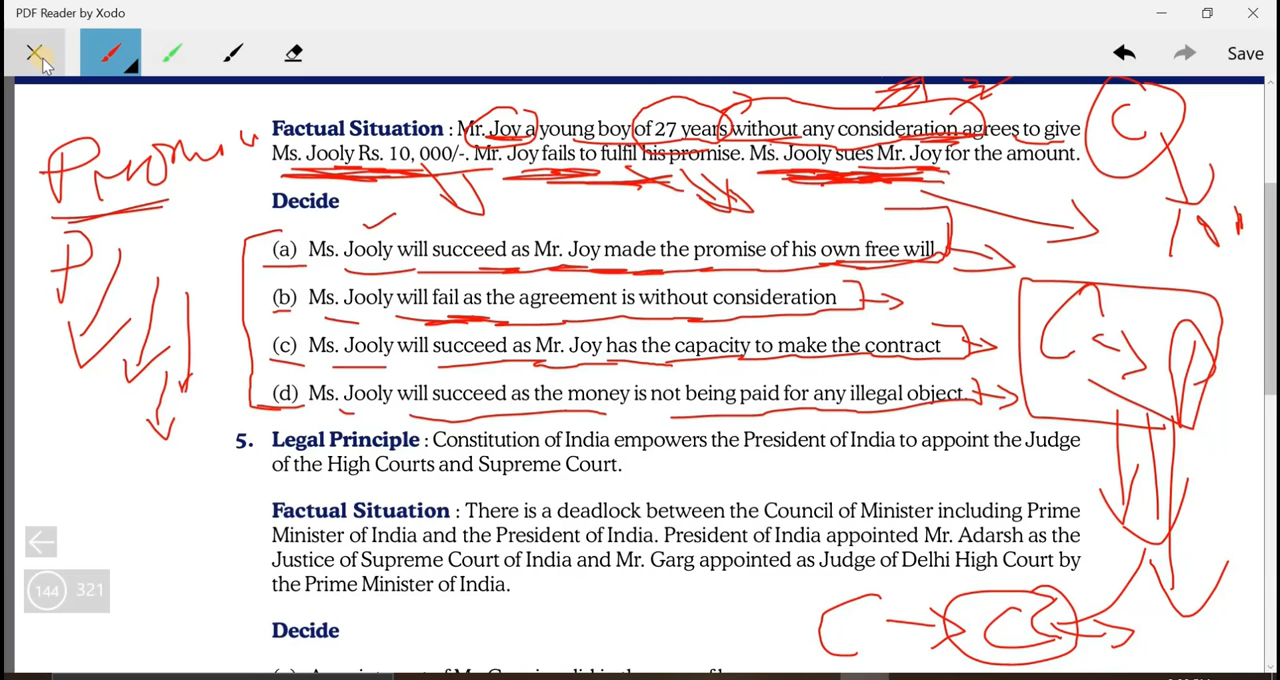 PDF Reader by Xodo
Save
Factual Situation : Mr. Joy a young boy of 27 years without any consideration agrees to give
Ms. Jooly Rs. 10, 000/-. Mr. Joy fails to fulfil his promise. Ms. Jooly sues Mr. Joy for the amount.
Decide
(a) Ms. Jooly will succeed as Mr. Joy made the promise of his own free will
(b) Ms. Jooly will fail as the agreement is without consideration
(c) Ms. Jooly will succeed as Mr. Joy has the capacity to make the contract
(d) Ms. Jooly will succeed as the money is not being paid for any illegal object.
5. Legal Principle : Constitution of India empowers the President of India to appoint the Judge
of the High Courts and Supreme Court.
Factual Situation : There is a deadlock between the Council of Minister including Prime
Minister of India and the President of India. President of India appointed Mr. Adarsh as the
Justice of Supreme Court of India and Mr. Garg appointed as Judge of Delhi High Court by
the Prime Minister of India.
144 321
Decide
P
C
C
P
C